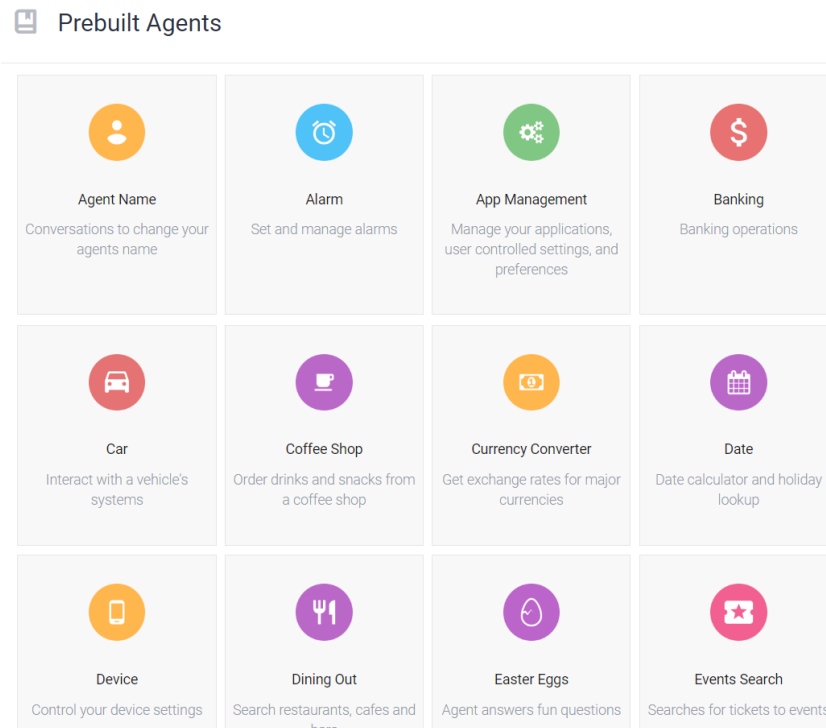 Prebuilt Agents
Agent Name
Conversations to change your
agents name
Alarm
Set and manage alarms
App Management
Manage your applications,
user controlled settings, and
preferences
Banking
Banking operations
Car
Interact with a vehicle's
systems
Coffee Shop
Order drinks and snacks from
a coffee shop
Currency Converter
Get exchange rates for major
currencies
Date
Date calculator and holiday
lookup
Device
Control your device settings
Dining Out
Search restaurants, cafes and
Easter Eggs
Agent answers fun questions
Events Search
Searches for tickets to events